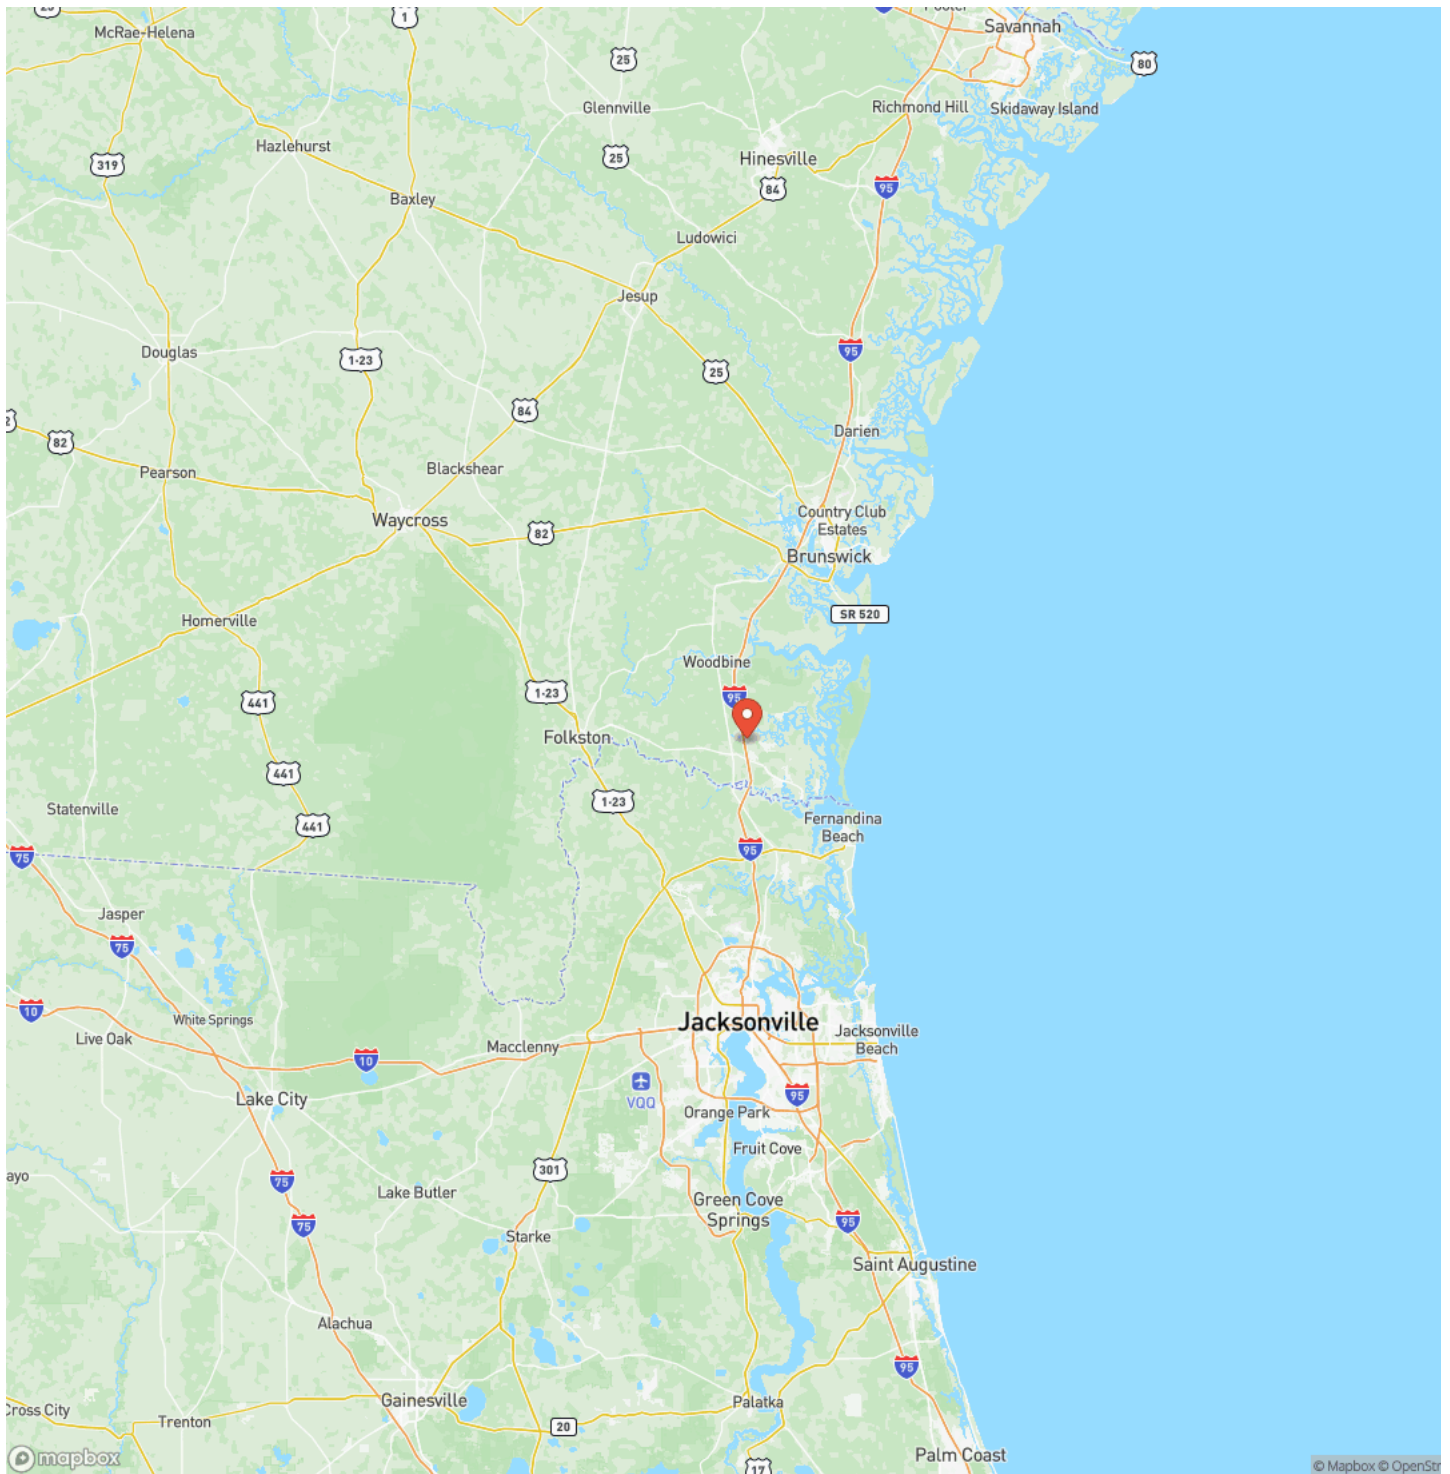 23
1
Pooler
Savannah
McRae-Helena
25
80
Glennville
Richmond Hill
Skidaway Island
Hazlehurst
319
25
Hinesville
84
95
Baxley
Ludowici
Jesup
Douglas
1-23
95
25
84
Darien
82
Blackshear
Pearson
Waycross
82
Country Club
Estates
Brunswick
SR 520
Homerville
Woodbine
1-23
95
441
Folkston
441
1-23
Statenville
441
Fernandina
Beach
95
75
Jasper
75
10
White Springs
Jacksonville
Live Oak
Macclenny
Jacksonville
Beach
10
VQQ
95
Lake City
Orange Park
Fruit Cove
ayo
301
75
Lake Butler
Green Cove
Springs
75
95
Starke
Saint Augustine
Alachua
95
Gainesville
Palatka
Cross City
Trenton
20
Palm Coast
mapbox
17
© Mapbox © OpenStr